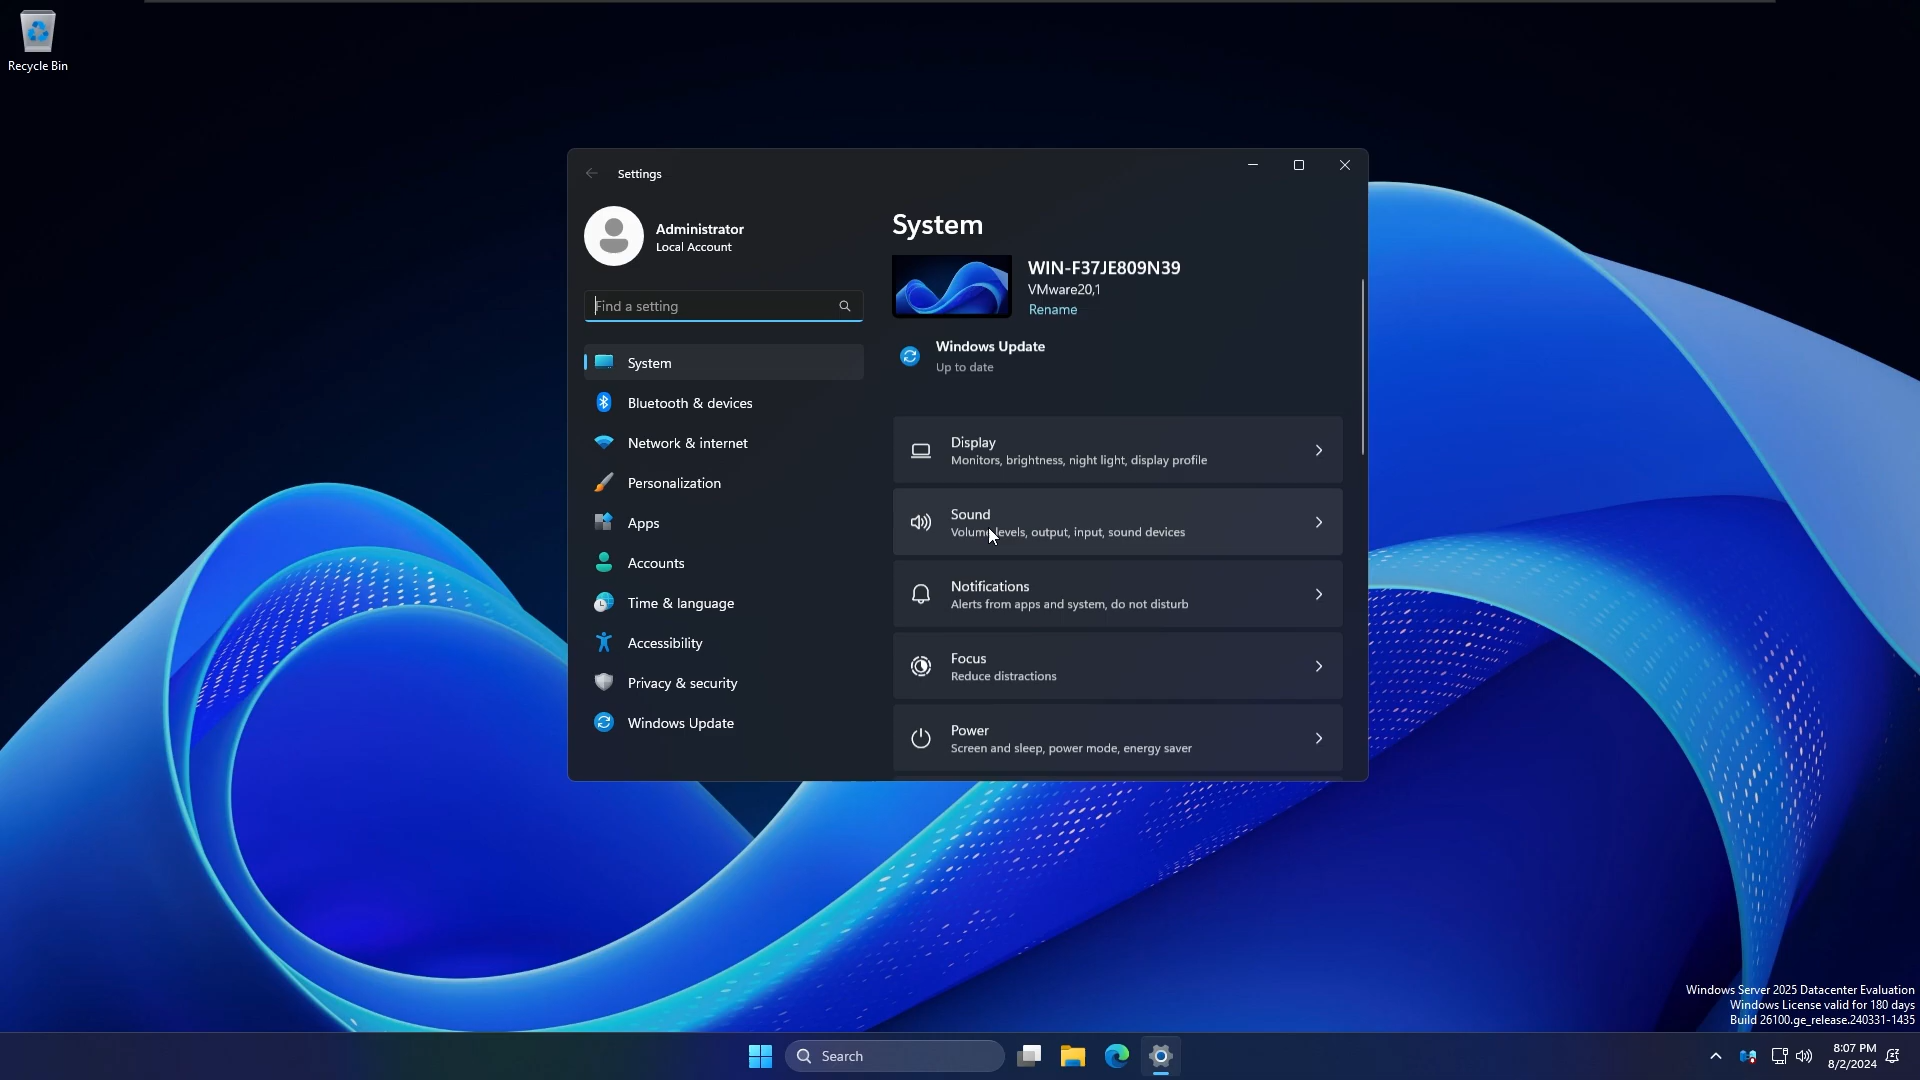 Recycle Bin
Settings
Administrator
Local Account
Find a setting
System
Bluetooth & devices
Network & internet
Personalization
Apps
Accounts
Time & language
Accessibility
Privacy & security
Windows Update
System
WIN-F37JE809N39
VMware20,1
Rename
Windows Update
Up to date
Display
Monitors, brightness, night light, display profile
Sound
Volume levels, output, input, sound devices
Notifications
Alerts from apps and system, do not disturb
Focus
Reduce distractions
Power
Screen and sleep, power mode, energy saver
Windows Server 2025 Datacenter Evaluation
Windows License valid for 180 days
Build 26100.ge_release.240331-1435
Search
8:07 PM
8/2/2024